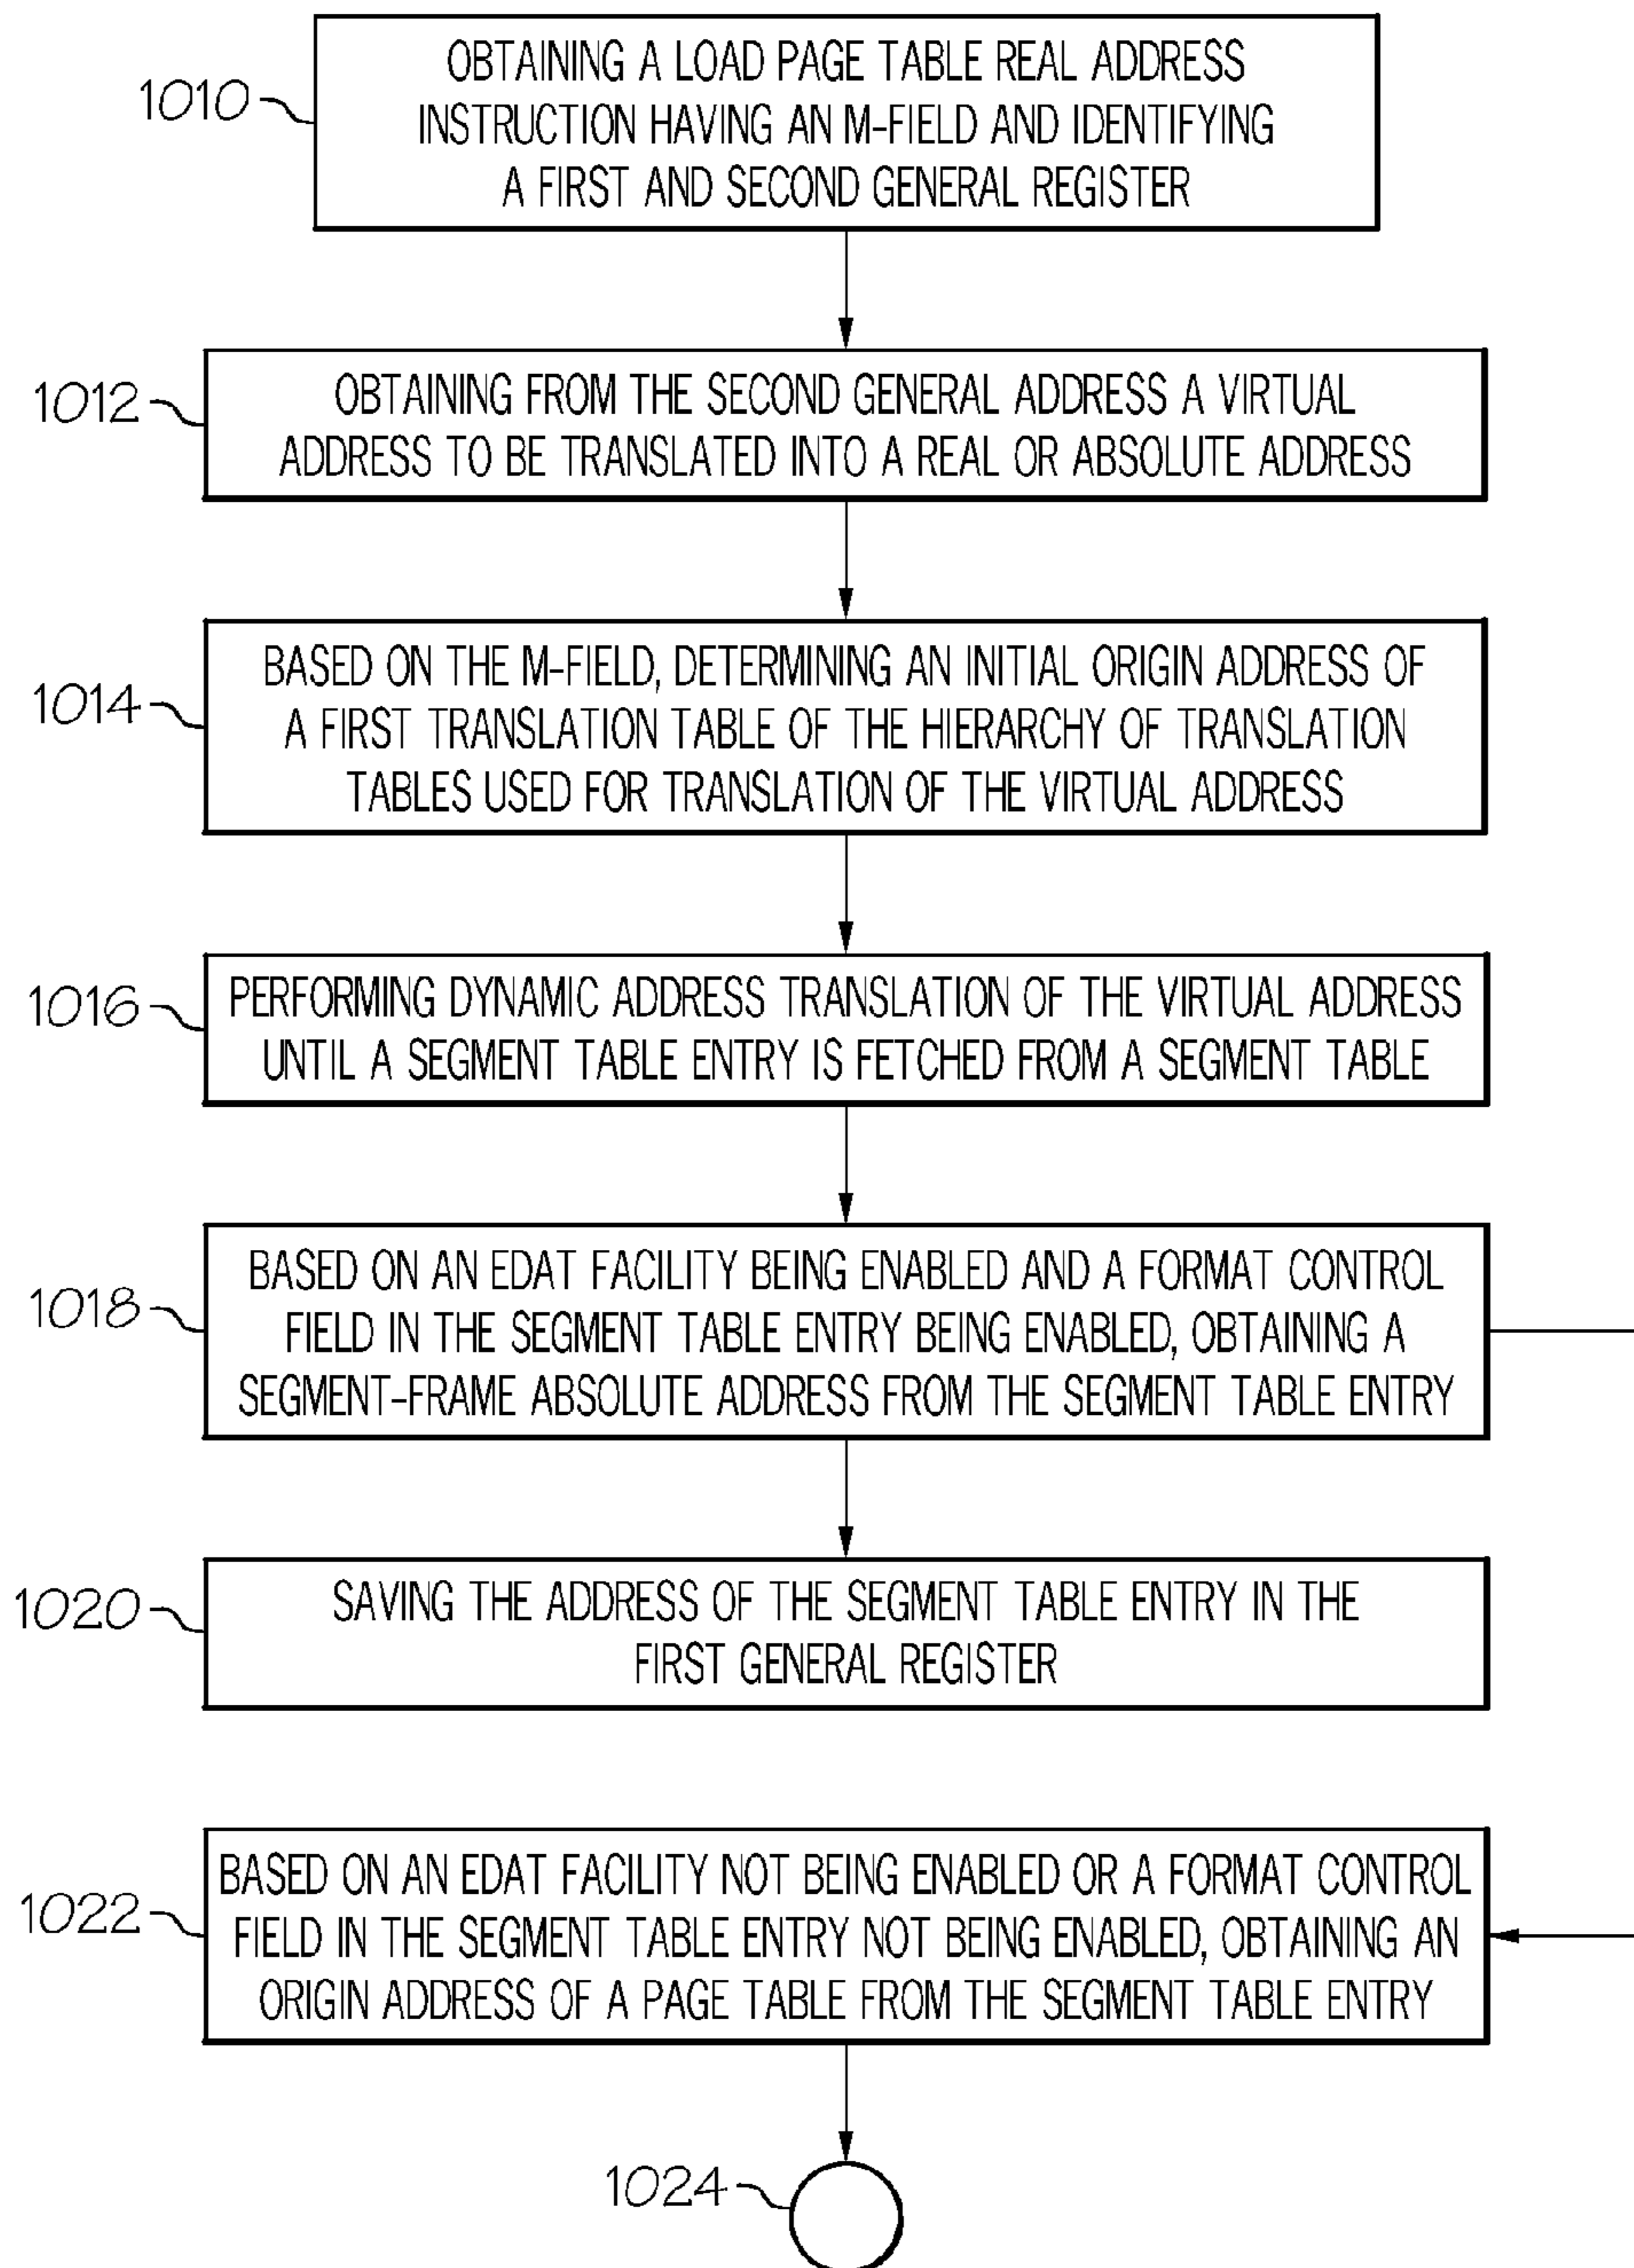 1010
OBTAINING A LOAD PAGE TABLE REAL ADDRESS
INSTRUCTION HAVING AN M-FIELD AND IDENTIFYING
A FIRST AND SECOND GENERAL REGISTER
1012
OBTAINING FROM THE SECOND GENERAL ADDRESS A VIRTUAL
ADDRESS TO BE TRANSLATED INTO A REAL OR ABSOLUTE ADDRESS
1014
BASED ON THE M-FIELD, DETERMINING AN INITIAL ORIGIN ADDRESS OF
A FIRST TRANSLATION TABLE OF THE HIERARCHY OF TRANSLATION
TABLES USED FOR TRANSLATION OF THE VIRTUAL ADDRESS
1016
PERFORMING DYNAMIC ADDRESS TRANSLATION OF THE VIRTUAL ADDRESS
UNTIL A SEGMENT TABLE ENTRY IS FETCHED FROM A SEGMENT TABLE
1018
BASED ON AN EDAT FACILITY BEING ENABLED AND A FORMAT CONTROL
FIELD IN THE SEGMENT TABLE ENTRY BEING ENABLED, OBTAINING A
SEGMENT-FRAME ABSOLUTE ADDRESS FROM THE SEGMENT TABLE ENTRY
1020
SAVING THE ADDRESS OF THE SEGMENT TABLE ENTRY IN THE
FIRST GENERAL REGISTER
1022
BASED ON AN EDAT FACILITY NOT BEING ENABLED OR A FORMAT CONTROL
FIELD IN THE SEGMENT TABLE ENTRY NOT BEING ENABLED, OBTAINING AN
ORIGIN ADDRESS OF A PAGE TABLE FROM THE SEGMENT TABLE ENTRY
1024